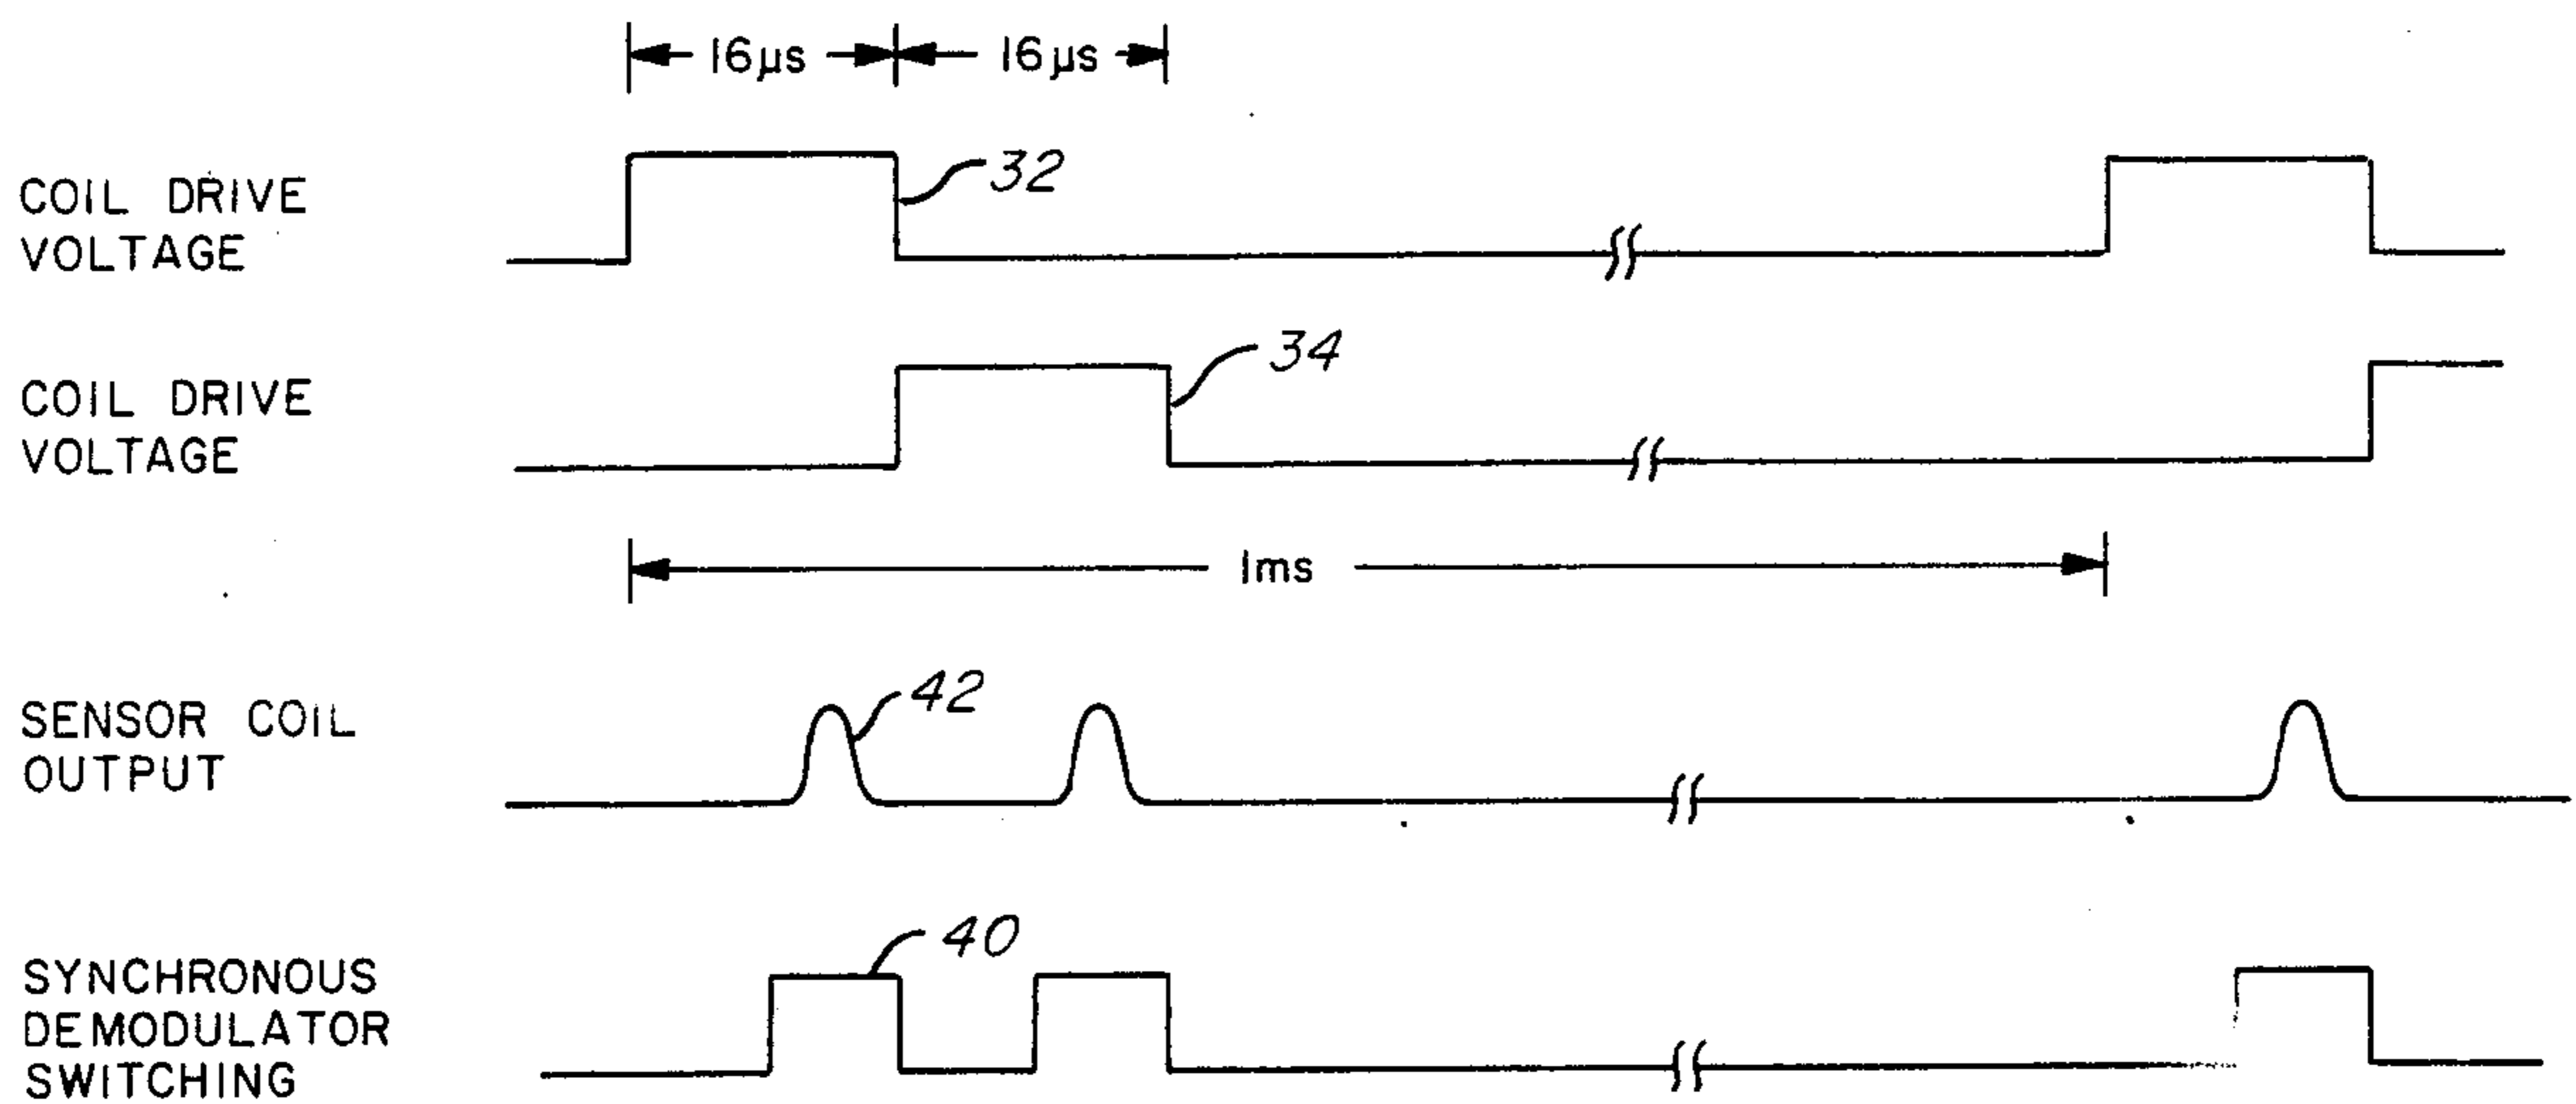 16µs 16µs
COIL DRIVE
VOLTAGE
32
COIL DRIVE
VOLTAGE
34
1ms
SENSOR COIL
OUTPUT
42
SYNCHRONOUS
DEMODULATOR
SWITCHING
40